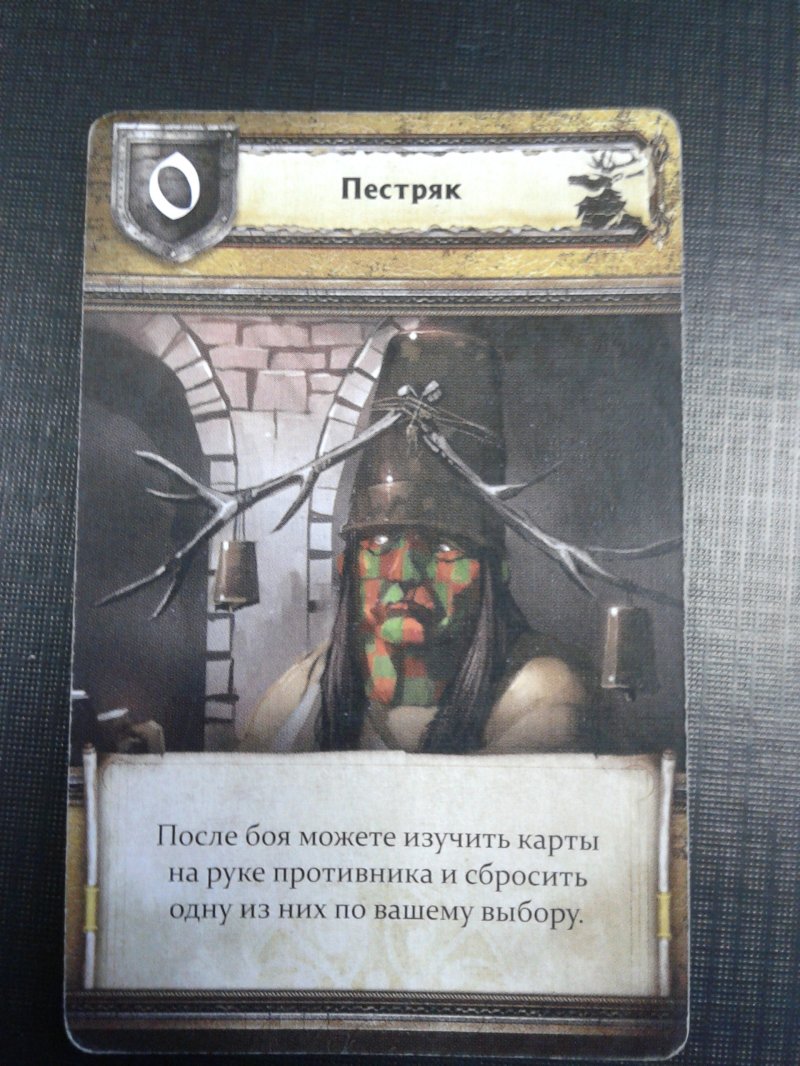 0
Пестряк
После боя можете изучить карты
на руке противника и сбросить
одну из них по вашему выбору.